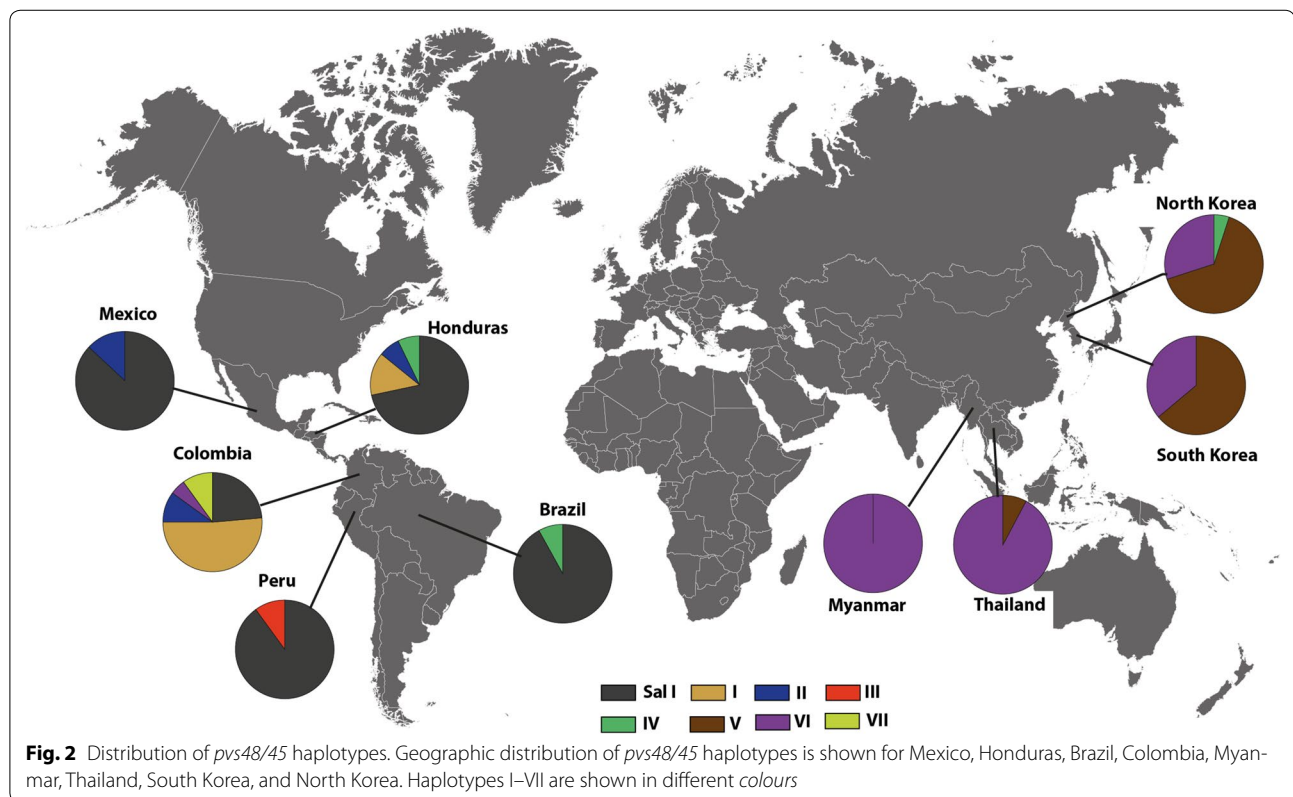 North Korea
Mexico
Honduras
Colombia
South Korea
Brazil
Peru
Myanmar
Thailand
Sal I I II III
IV V VI VII
Fig. 2 Distribution of pvs48/45 haplotypes. Geographic distribution of pvs48/45 haplotypes is shown for Mexico, Honduras, Brazil, Colombia, Myan-
mar, Thailand, South Korea, and North Korea. Haplotypes I–VII are shown in different colours